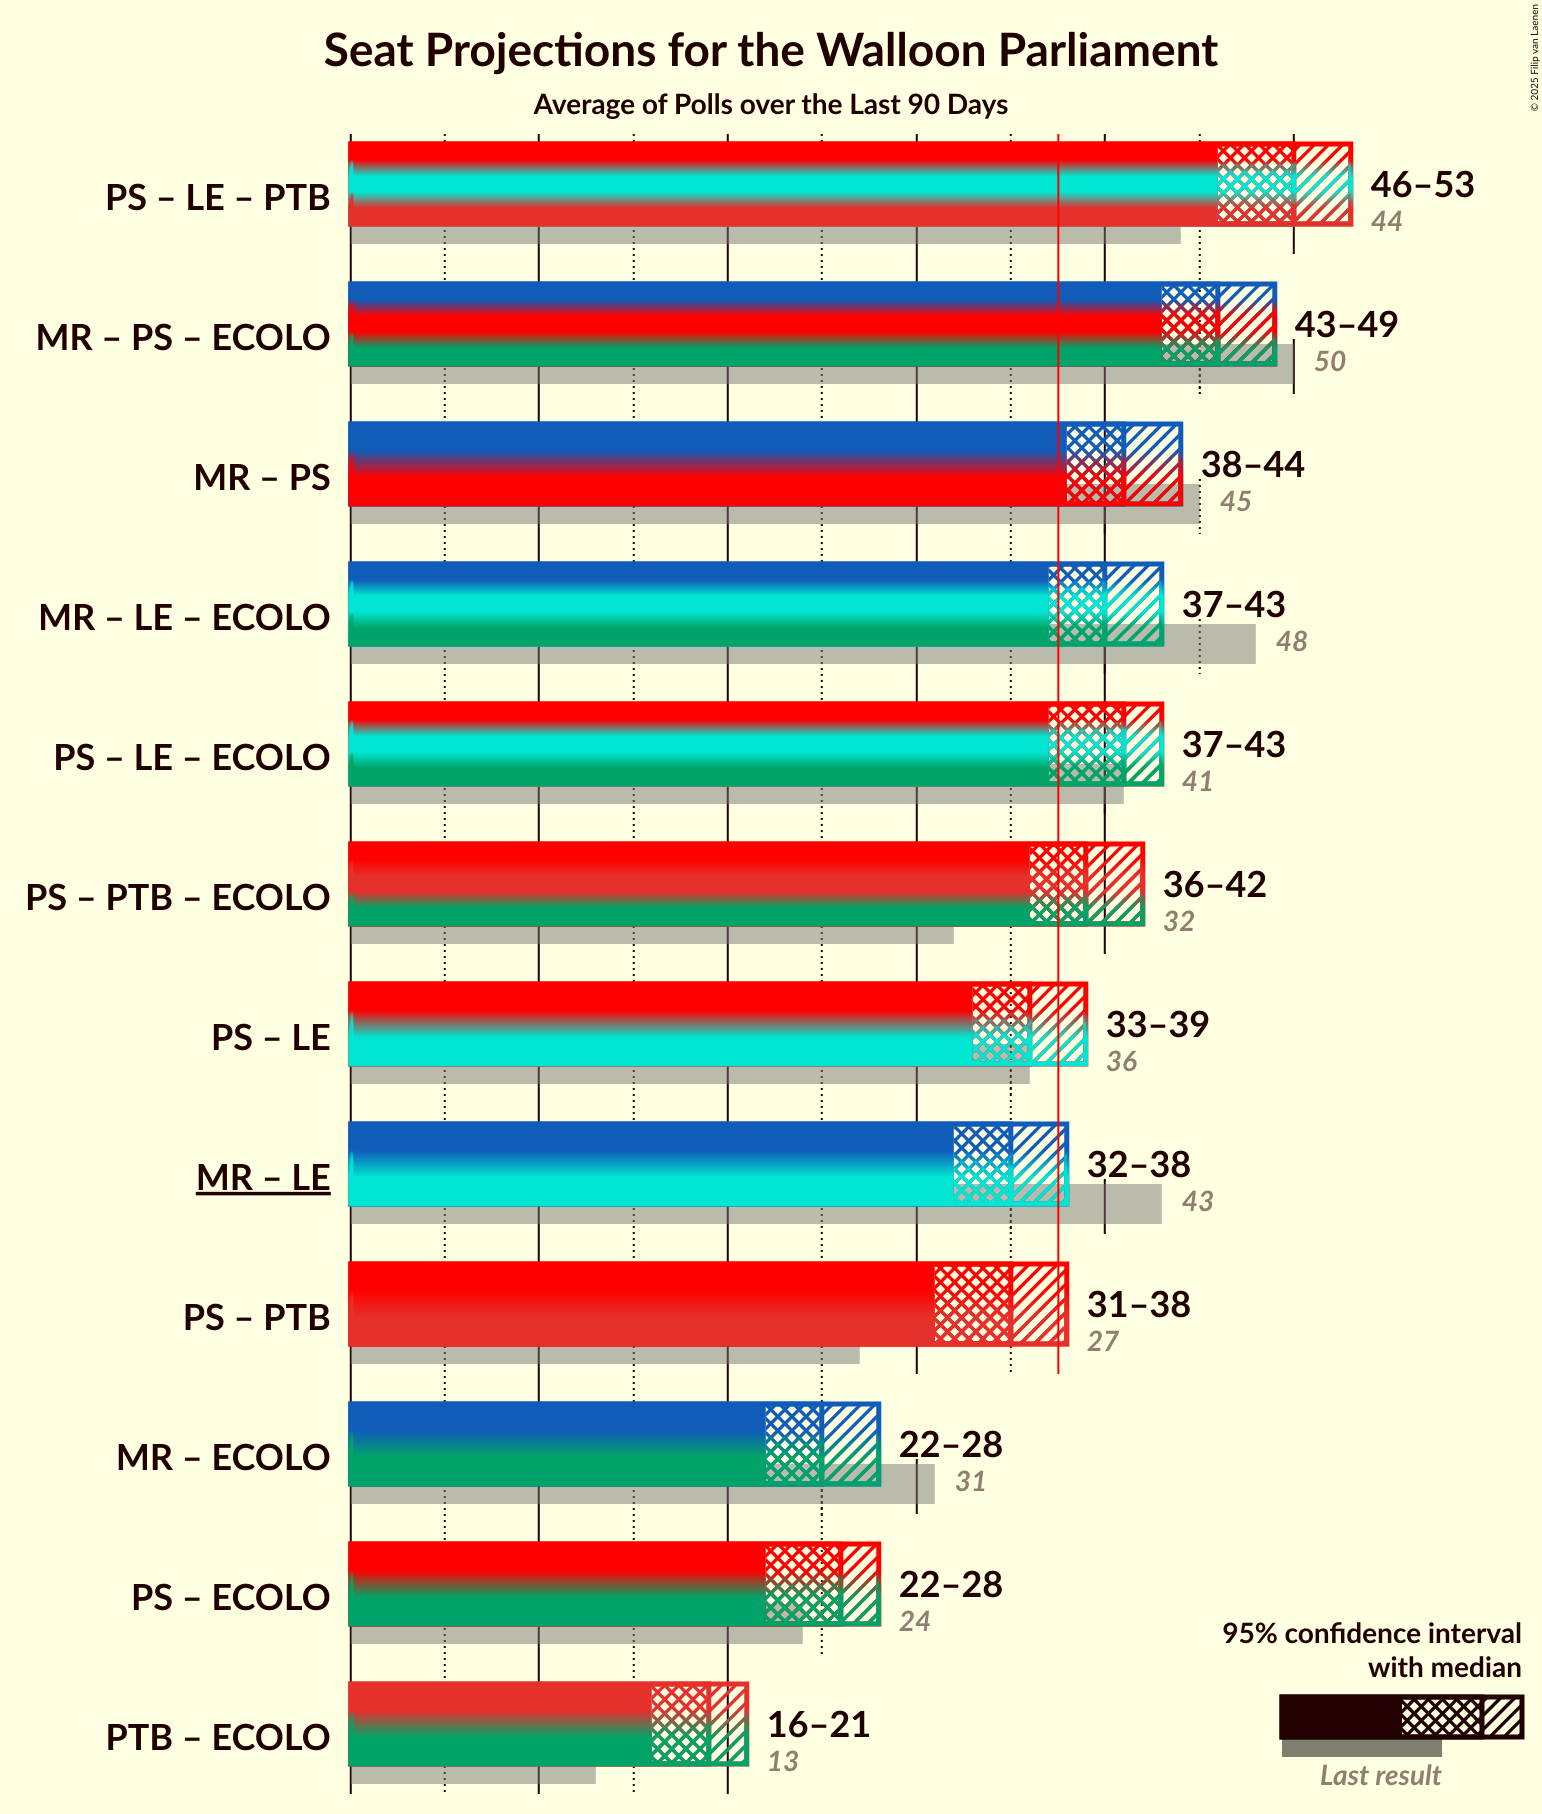 Seat Projections for the Walloon Parliament
Average of Polls over the Last 90 Days
© 2025 Filip van Laenen
PS – LE – PTB
46–53
44
MR – PS – ECOLO
43–49
50
MR – PS
38–44
45
MR – LE – ECOLO
37–43
48
PS – LE – ECOLO
37–43
41
PS – PTB – ECOLO
36–42
32
PS – LE
33–39
36
MR – LE
32–38
43
PS – PTB
31–38
27
MR – ECOLO
22–28
31
PS – ECOLO
22–28
24
PTB – ECOLO
16–21
13
95% confidence interval
with median
Last result